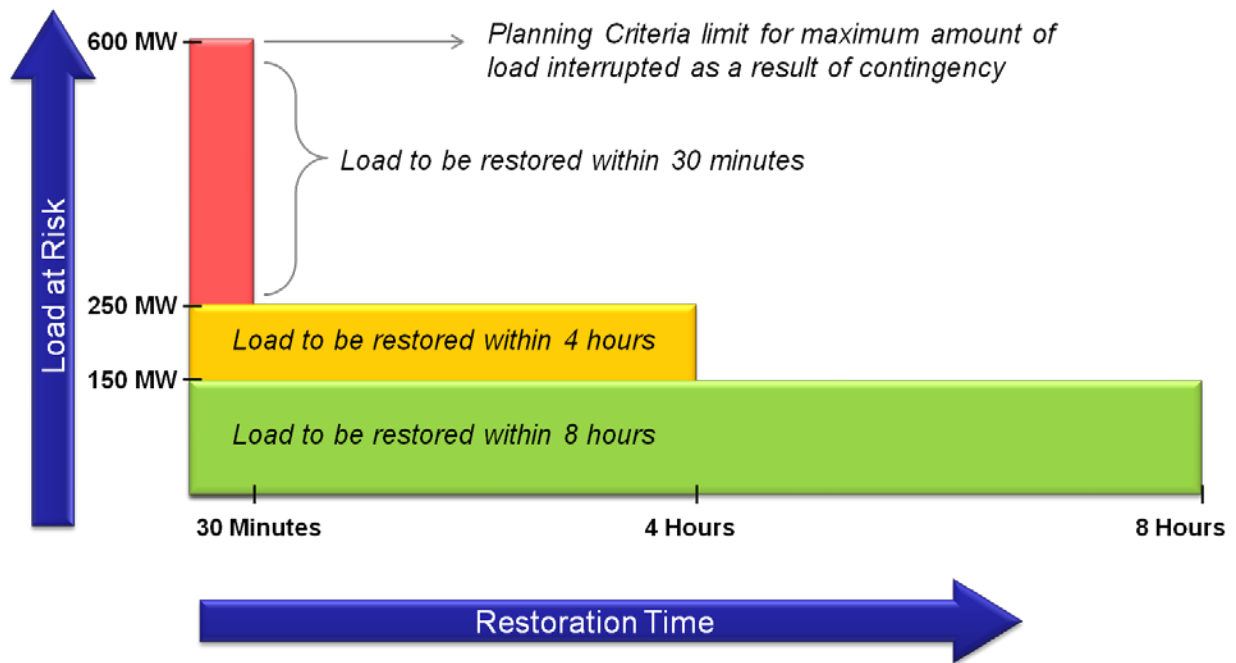 600 MW
Planning Criteria limit for maximum amount of
load interrupted as a result of contingency
Load to be restored within 30 minutes
Load at Risk
250 MW
Load to be restored within 4 hours
150 MW
Load to be restored within 8 hours
30 Minutes
4 Hours
8 Hours
Restoration Time